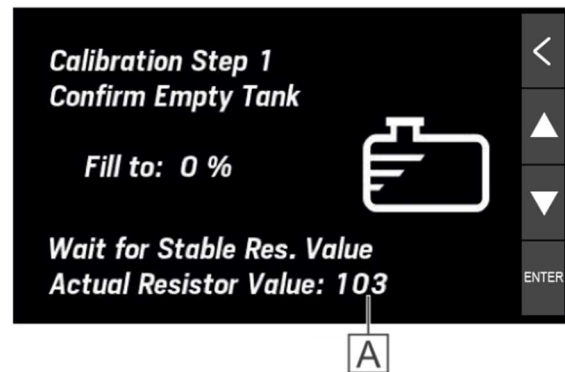 Calibration Step 1
Confirm Empty Tank
Fill to: 0 %
Wait for Stable Res. Value
Actual Resistor Value: 103
ENTER
A